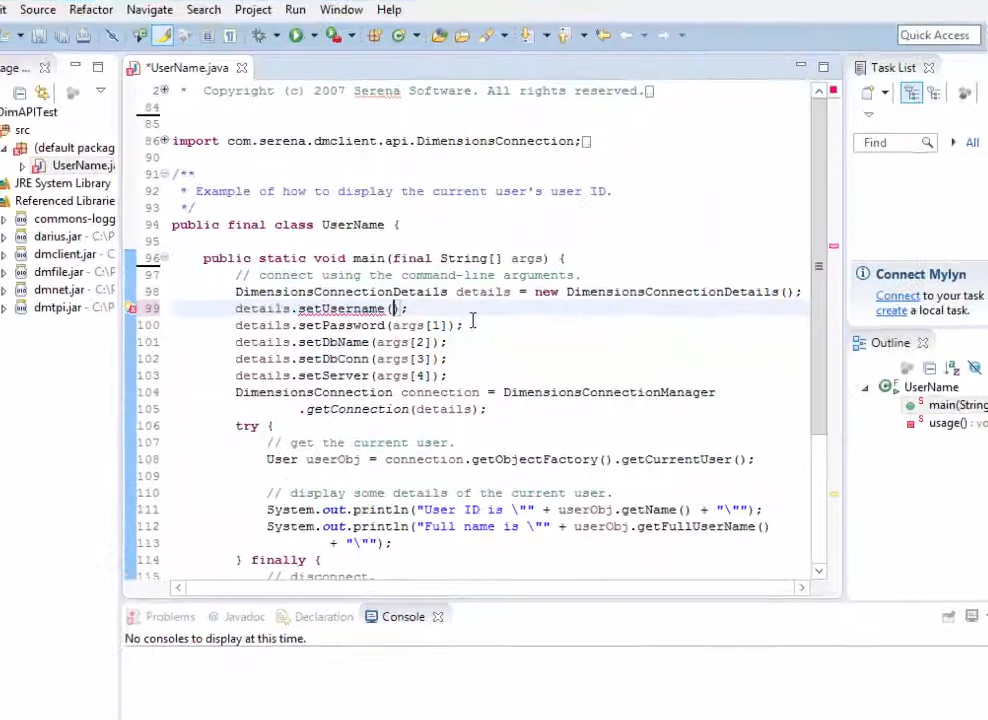 it Source Refactor Navigate Search Project Run Window Help
Quick Access
age...
DimAPITest
src
(default packag
UserName.j
JRE System Library
Referenced Libraries
commons-logg
darius.jar - C:\P
dmclient.jar - C:
dmfile.jar - C:\P
dmnet.jar - C:\P
dmtpi.jar - C:\Pr
*UserName.java
2 * Copyright (c) 2007 Serena Software. All rights reserved.
84
85
86 import com.serena.dmclient.api.DimensionsConnection;
90
91 /**
92 * Example of how to display the current user's user ID.
93 */
94 public final class UserName {
95
96 public static void main(final String[] args) {
97 // connect using the command-line arguments.
98 DimensionsConnectionDetails details = new DimensionsConnectionDetails();
99 details.setUsername();
100 details.setPassword(args[1]);
101 details.setDbName(args[2]);
102 details.setDbConn(args[3]);
103 details.setServer(args[4]);
104 DimensionsConnection connection = DimensionsConnectionManager
105 .getConnection(details);
106 try {
107 // get the current user.
108 User userObj = connection.getObjectFactory().getCurrentUser();
109
110 // display some details of the current user.
111 System.out.println("User ID is \"" + userObj.getName() + "\"");
112 System.out.println("Full name is \"" + userObj.getFullUserName()
113 + "\"");
114 } finally {
115 // disconnect.
Problems Javadoc Declaration Console
No consoles to display at this time.
Task List
Find All
Connect Mylyn
Connect to your task
create a local task.
Outline
UserName
main(String
usage() : vo